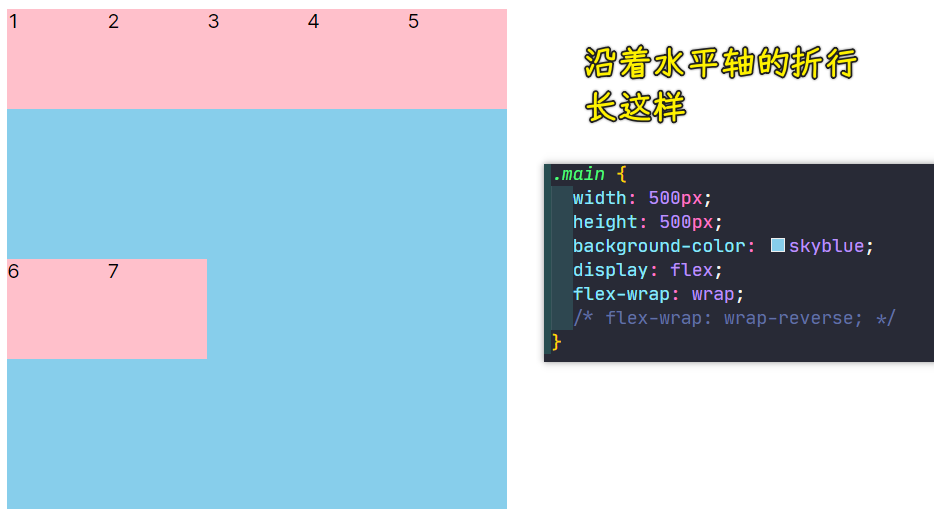 1 2 3 4 5
沿着水平轴的折行
长这样
.main {
width: 500px;
height: 500px;
background-color: skyblue;
display: flex;
flex-wrap: wrap;
/* flex-wrap: wrap-reverse; */
}
6 7